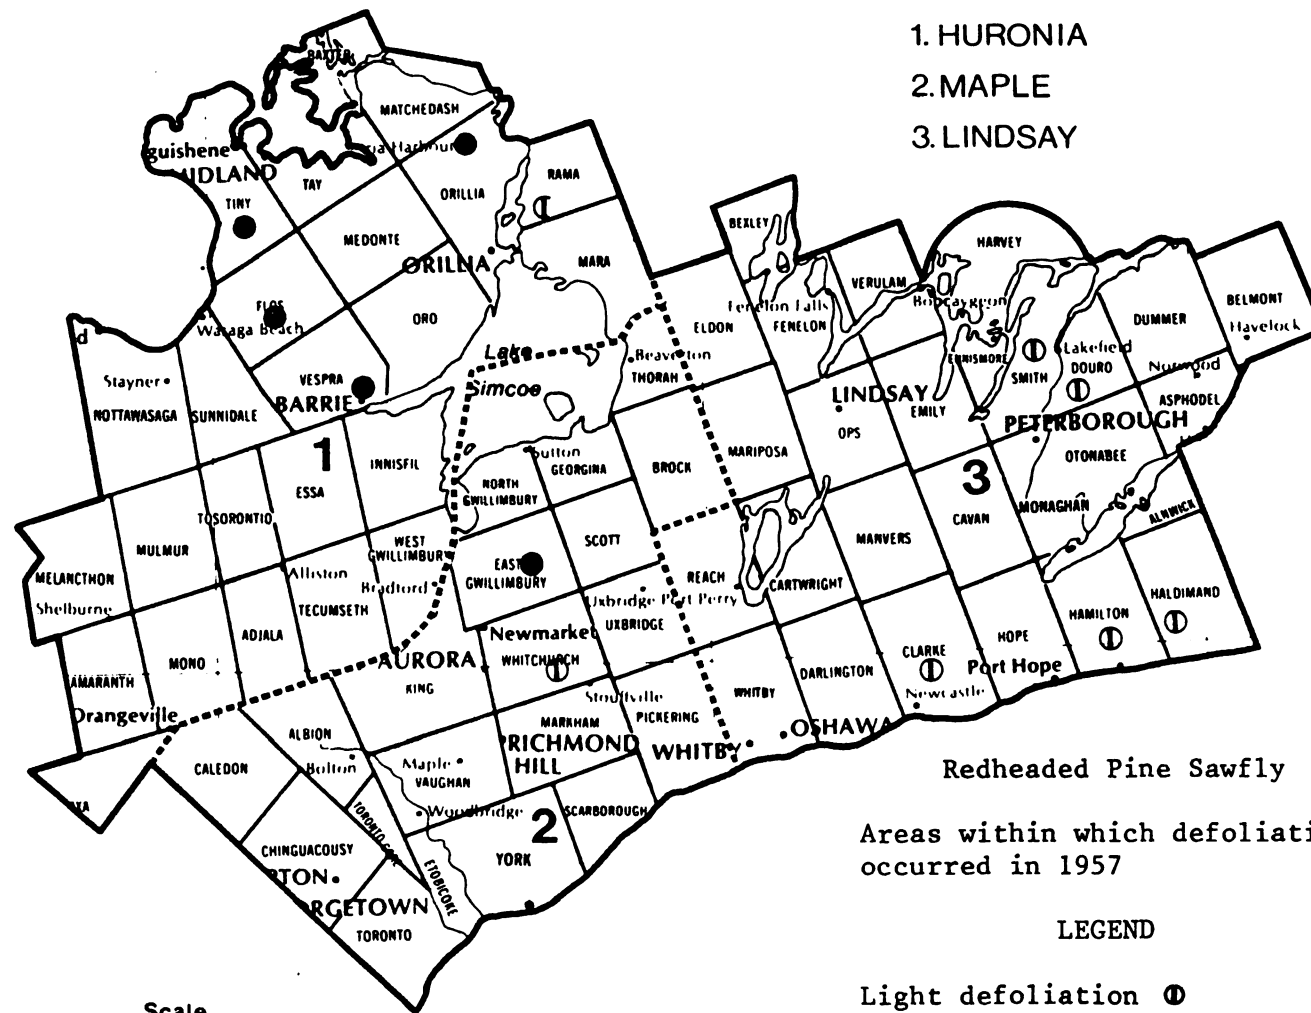 1. HURONIA
2. MAPLE
3. LINDSAY
BAXTER
MATCHEDASH
guishene
MIDLAND
TAY
TINY
ORILLIA
RAMA
MEDONTE
ORILLIA
MARA
FLOS
Wasaga Beach
ORO
d
Stayner
NOTTAWASAGA
SUNNIDALE
VESPRA
BARRIE
Lake
Simcoe
Beaverton
THORAH
ELDON
BEXLEY
Fenelon Falls
FENELON
VERULAM
HARVEY
Bobcaygeon
ENNISMORE
SMITH
Lakefield
DOURO
DUMMER
BELMONT
Havelock
Norwood
ASPHODEL
LINDSAY
EMILY
PETERBOROUGH
OTONABEE
OPS
MARIPOSA
1
ESSA
INNISFIL
Sutton
GEORGINA
NORTH
GWILLIMBURY
BROCK
3
CAVAN
MONAGHAN
ALNWICK
MULMUR
TOSORONTIO
WEST
GWILLIMBURY
EAST
GWILLIMBURY
SCOTT
MANVERS
MELANCTHON
Shelburne
Alliston
TECUMSETH
Bradford
REACH
Uxbridge
Port Perry
UXBRIDGE
CARTWRIGHT
HALDIMAND
HAMILTON
HOPE
Port Hope
ADJALA
MONO
AMARANTH
Orangeville
AURORA
KING
Newmarket
WHITCHURCH
Stouffville
PICKERING
WHITBY
DARLINGTON
CLARKE
Newcastle
OSHAWA
WHITBY
MARKHAM
RICHMOND
HILL
ALBION
Bolton
CALEDON
Maple
VAUGHAN
Woodbridge
2
YORK
SCARBOROUGH
TORONTO GORE
ETOBICOKE
CHINGUACOUSY
PTON
RGETOWN
TORONTO
Redheaded Pine Sawfly
Areas within which defoliati
occurred in 1957
LEGEND
Light defoliation
Scale